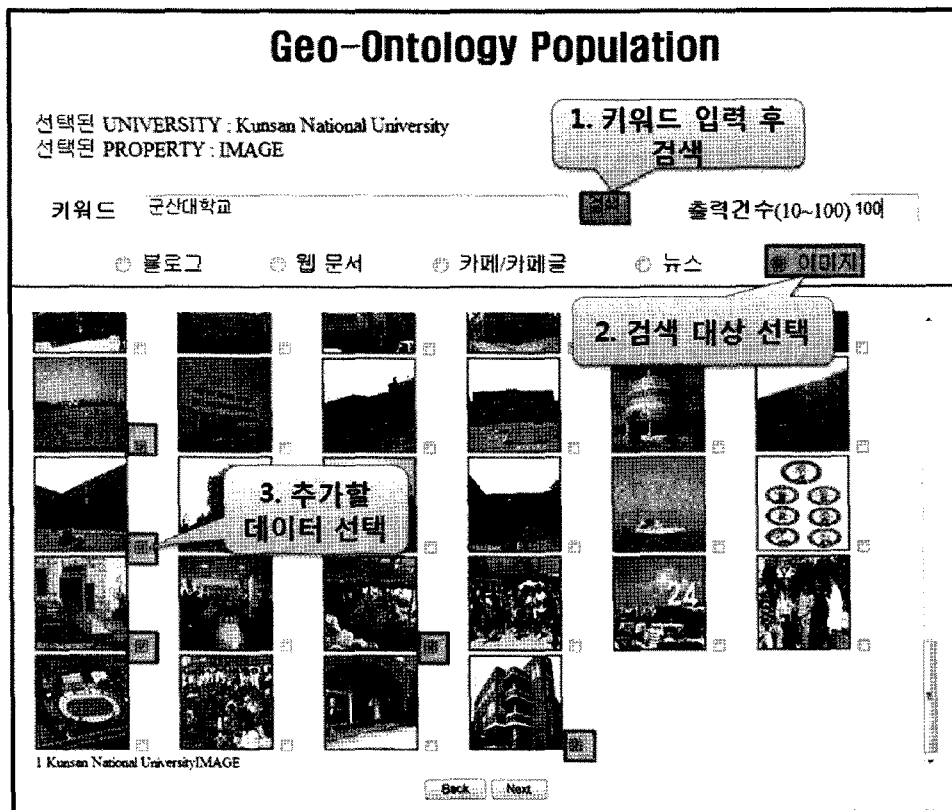 Geo-Ontology Population
선택된 UNIVERSITY : Kunsan National University
선택된 PROPERTY : IMAGE
1. 키워드 입력 후
검색
키워드 군산대학교 검색 출력건수(10~100) 100
블로그 웹 문서 카페/카페글 뉴스 이미지
2. 검색 대상 선택
3. 추가할
데이터 선택
24
1 Kunsan National UniversityIMAGE
Back Next